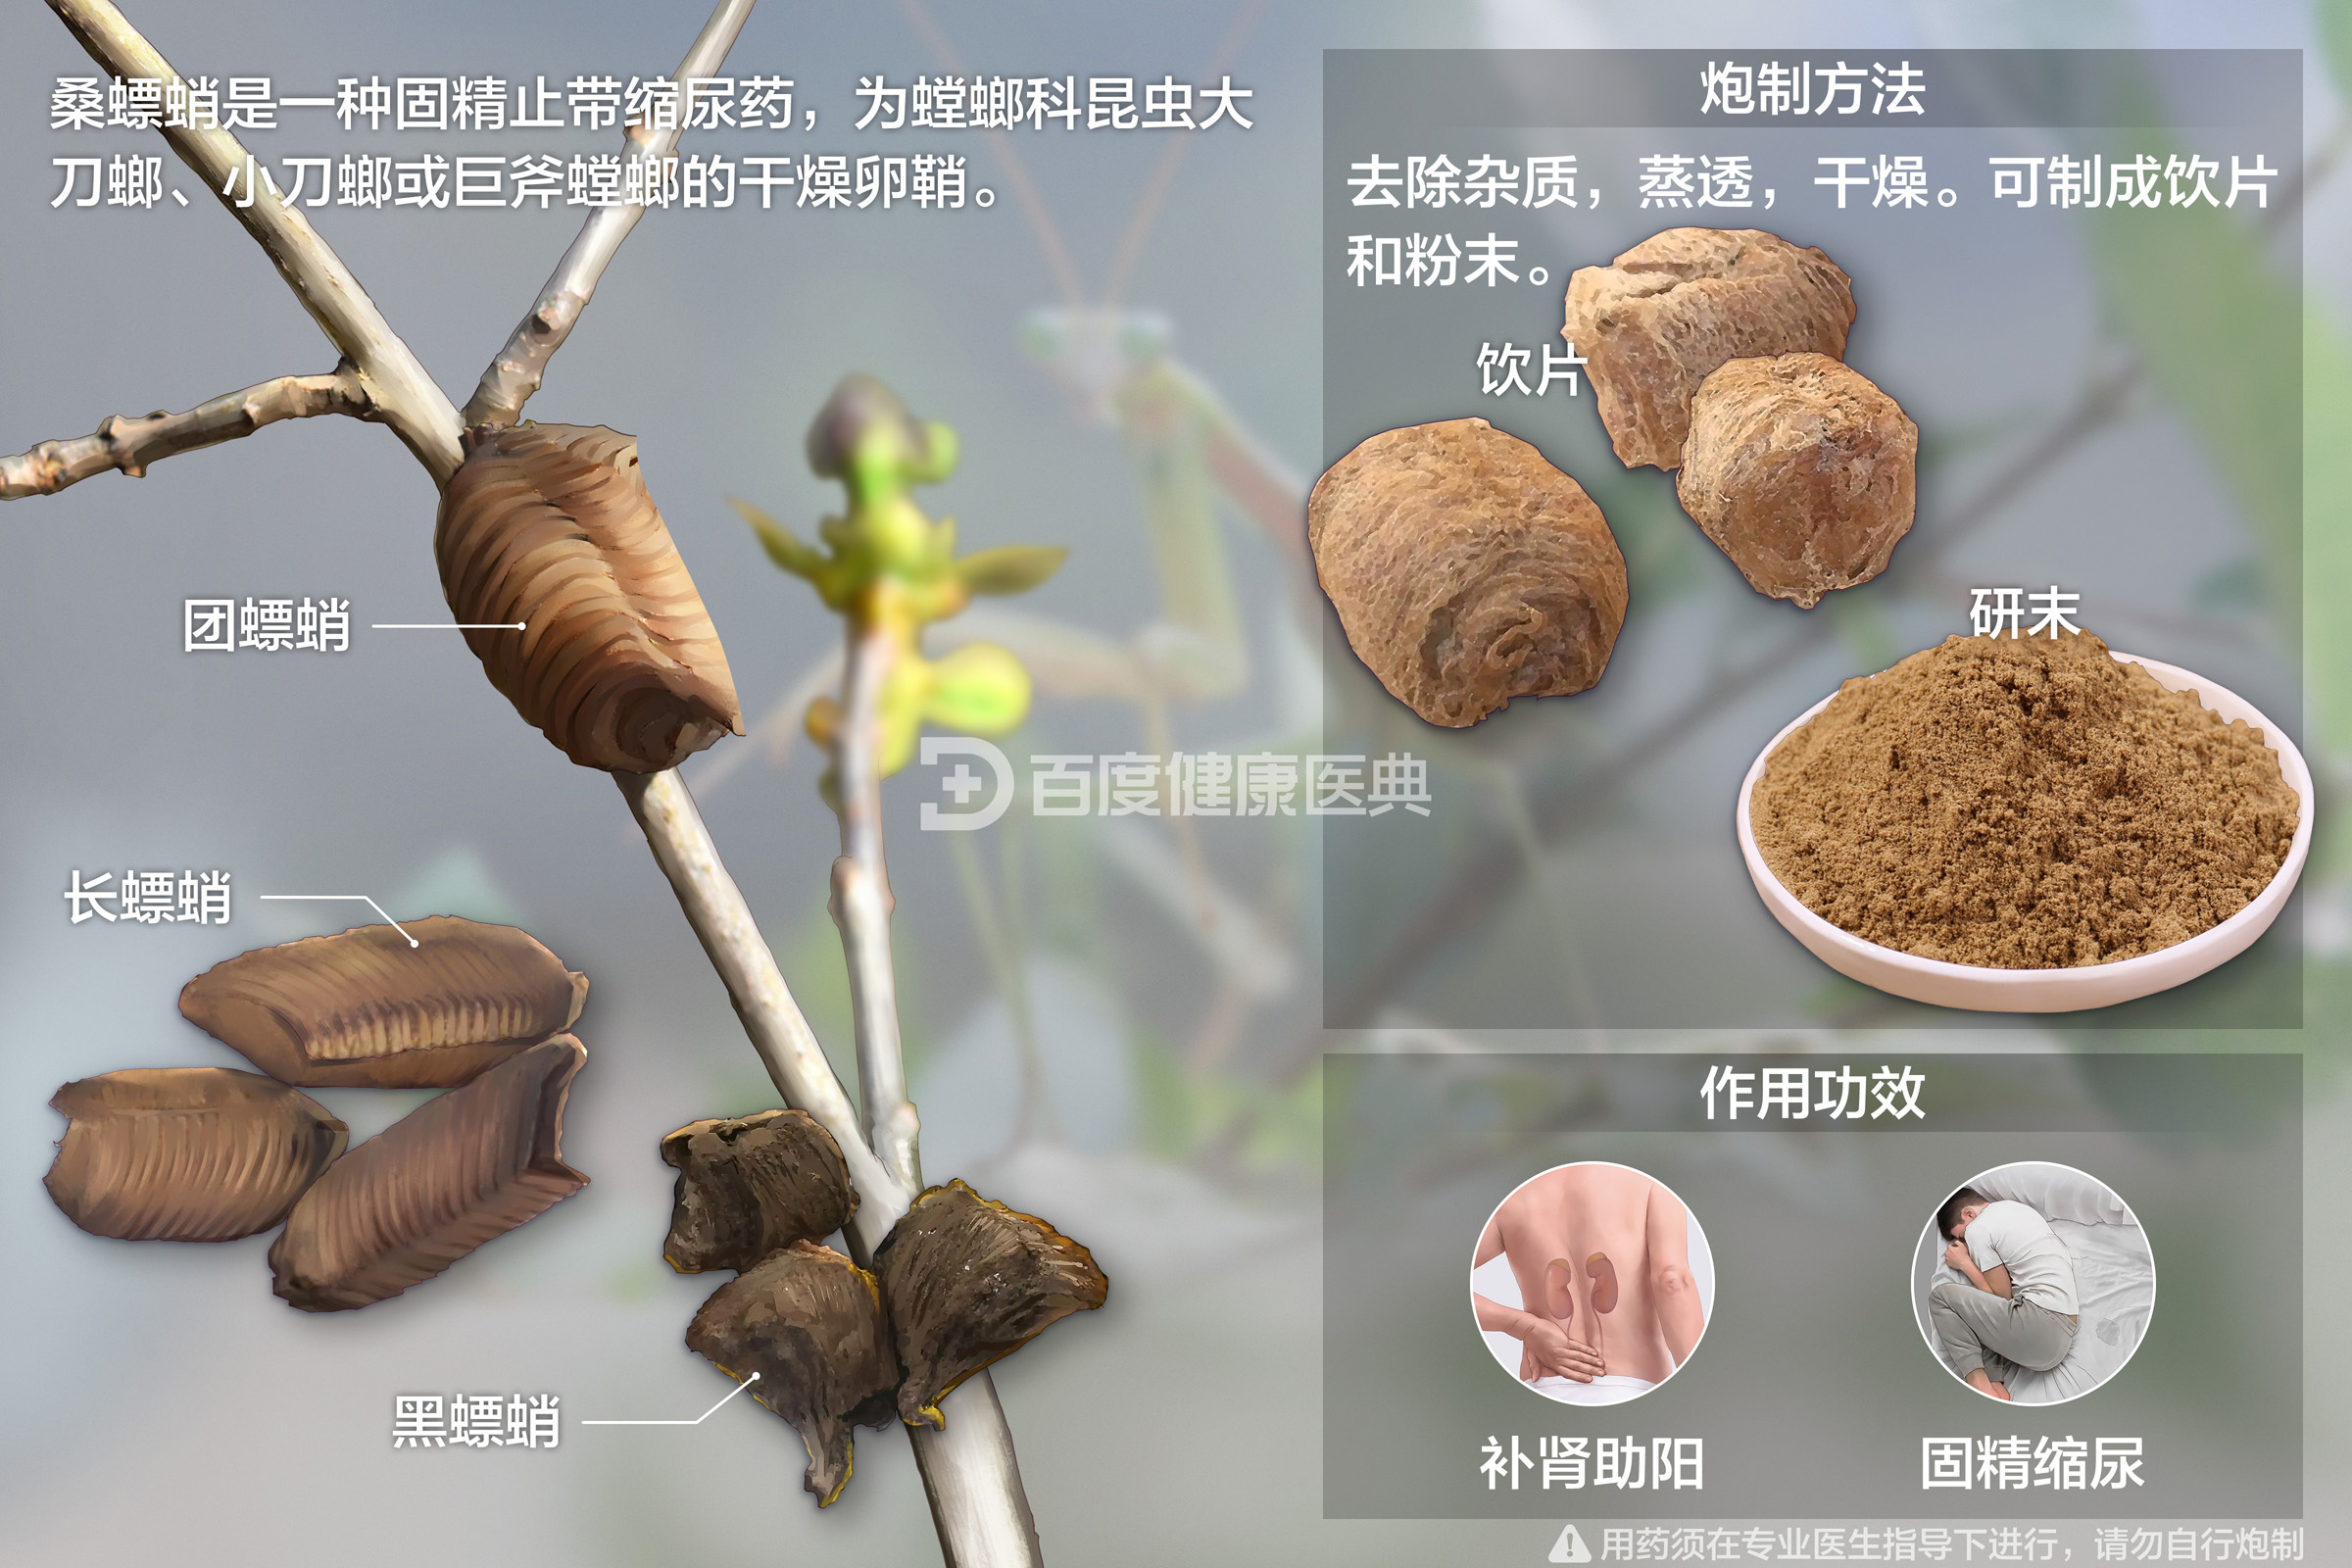 桑螵蛸是一种固精止带缩尿药，为螳螂科昆虫大
刀螂、小刀螂或巨斧螳螂的干燥卵鞘。
团螵蛸
长螵蛸
黑螵蛸
百度健康医典
炮制方法
去除杂质，蒸透，干燥。可制成饮片
和粉末。
饮片
研末
作用功效
补肾助阳
固精缩尿
用药须在专业医生指导下进行，请勿自行炮制